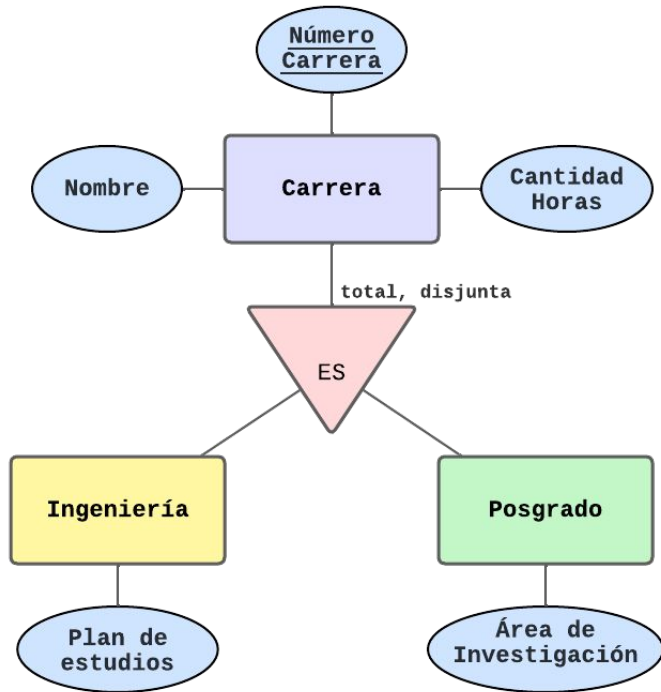 Número
Carrera
Nombre
Carrera
Cantidad
Horas
total, disjunta
ES
Ingeniería
Posgrado
Plan de
estudios
Área de
Investigación